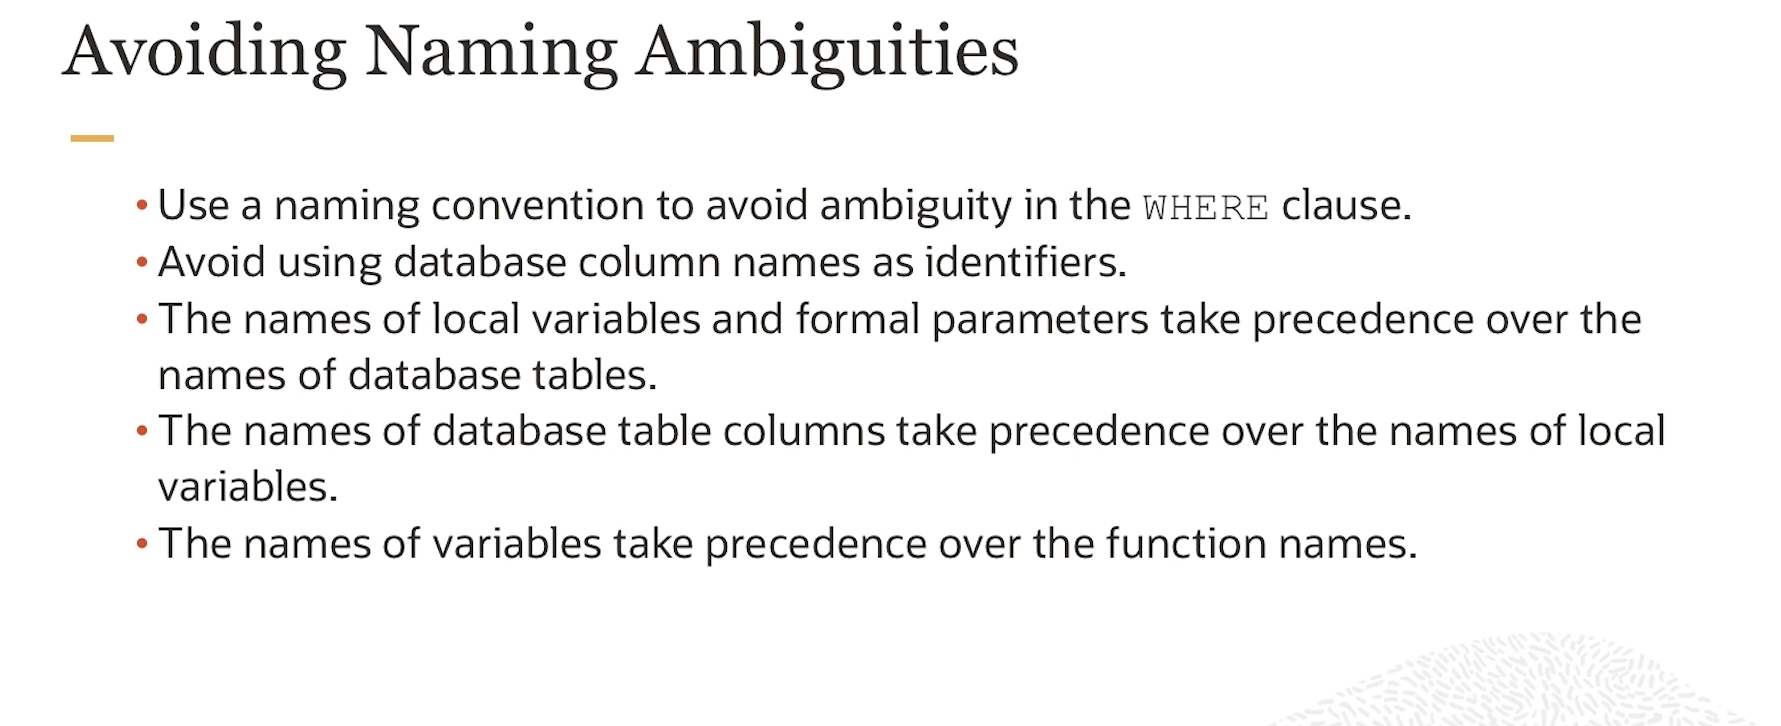 Avoiding Naming Ambiguities
• Use a naming convention to avoid ambiguity in the WHERE clause.
• Avoid using database column names as identifiers.
• The names of local variables and formal parameters take precedence over the
names of database tables.
• The names of database table columns take precedence over the names of local
variables.
• The names of variables take precedence over the function names.